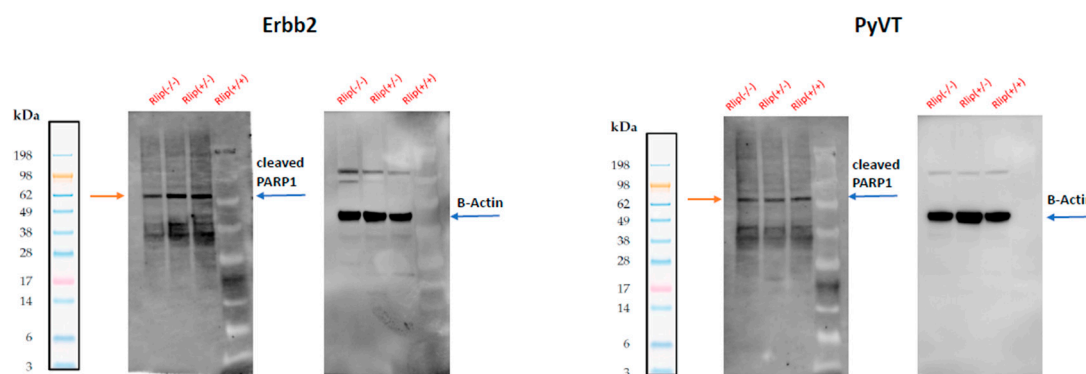 Erbb2
PyVT
Rlip(-/-) Rlip(+/-) Rlip(+/+)
Rlip(-/-) Rlip(+/-) Rlip(+/+)
kDa
198
98
62
49
38
28
17
14
6
3
cleaved
PARP1
B-Actin
Rlip(-/-) Rlip(+/-) Rlip(+/+)
Rlip(-/-) Rlip(+/-) Rlip(+/+)
kDa
198
98
62
49
38
28
17
14
6
3
cleaved
PARP1
B-Actin